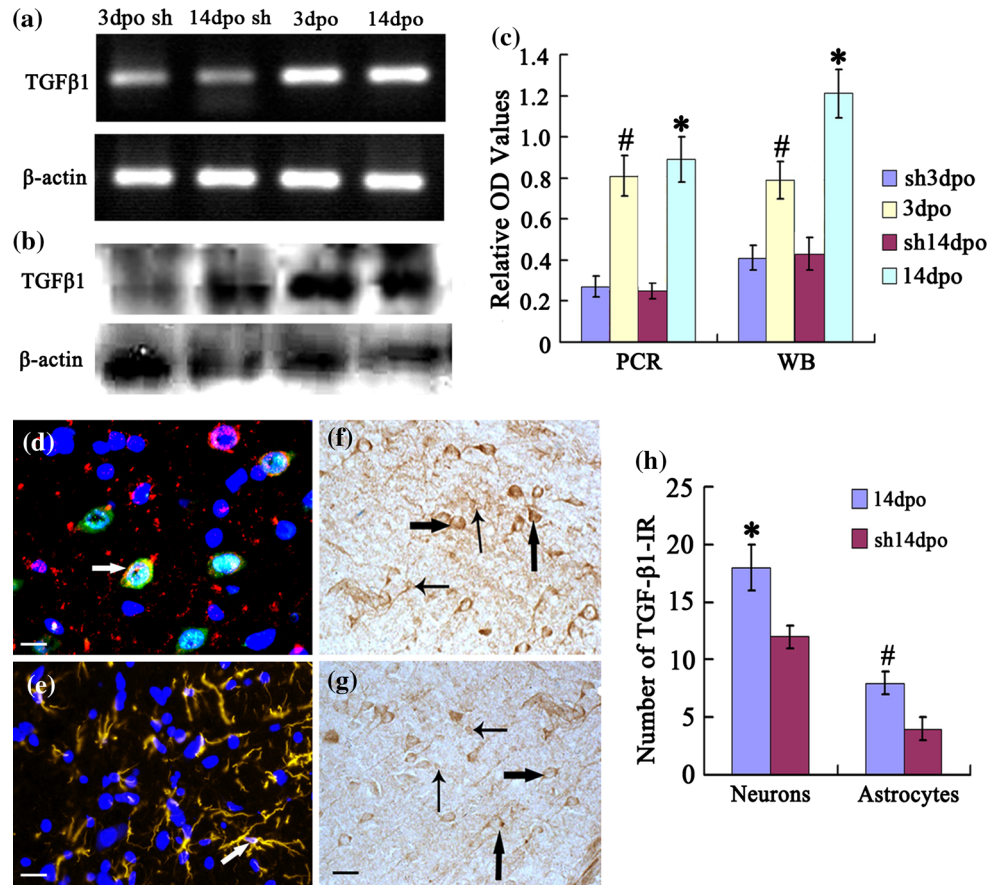 (a)
3dpo sh 14dpo sh 3dpo 14dpo
TGFβ1
β-actin
(b)
TGFβ1
β-actin
(c)
Relative OD Values
1.4
1.2
1.0
0.8
0.6
0.4
0.2
0
# * # *
PCR WB
sh3dpo
3dpo
sh14dpo
14dpo
(d)
(e)
(f)
(g)
(h)
Number of TGF-β1-IR
25
20
15
10
5
0
* #
Neurons Astrocytes
14dpo
sh14dpo